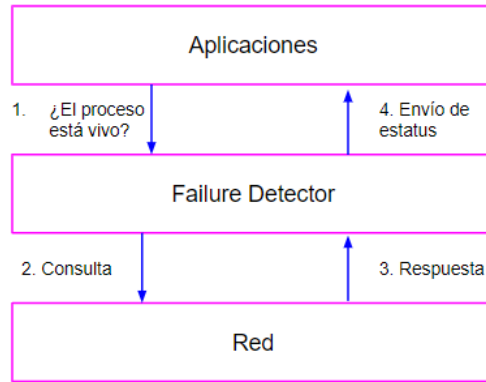 Aplicaciones
1. ¿El proceso
está vivo?
4. Envío de
estatus
Failure Detector
2. Consulta
3. Respuesta
Red